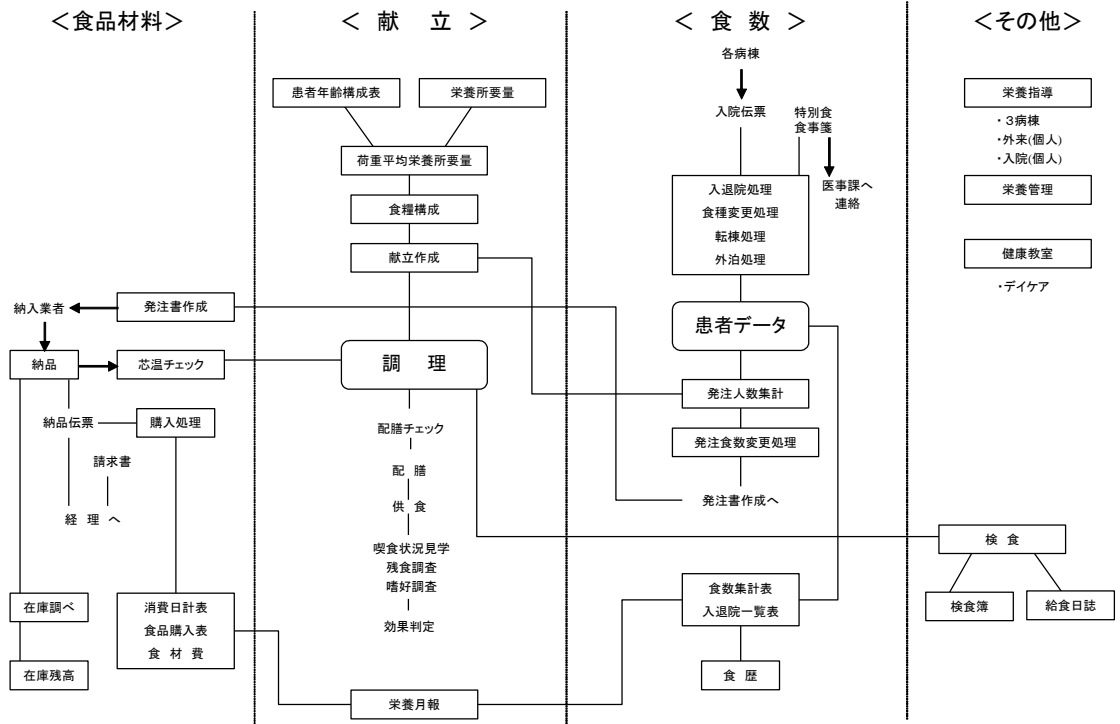 ＜食品材料＞
＜ 献 立 ＞
＜ 食 数 ＞
＜その他＞
納入業者
発注書作成
納品
芯温チェック
納品伝票
購入処理
請求書
経 理 へ
在庫調べ
在庫残高
消費日計表
食品購入表
食 材 費
患者年齢構成表
栄養所要量
荷重平均栄養所要量
食糧構成
献立作成
調 理
配膳チェック
配 膳
供 食
喫食状況見学
残食調査
嗜好調査
効果判定
栄養月報
各病棟
入院伝票
特別食
食事箋
医事課へ
連絡
入退院処理
食種変更処理
転棟処理
外泊処理
患者データ
発注人数集計
発注食数変更処理
発注書作成へ
食数集計表
入退院一覧表
食 歴
栄養指導
・３病棟
・外来(個人)
・入院(個人)
栄養管理
健康教室
・デイケア
検 食
検食簿
給食日誌